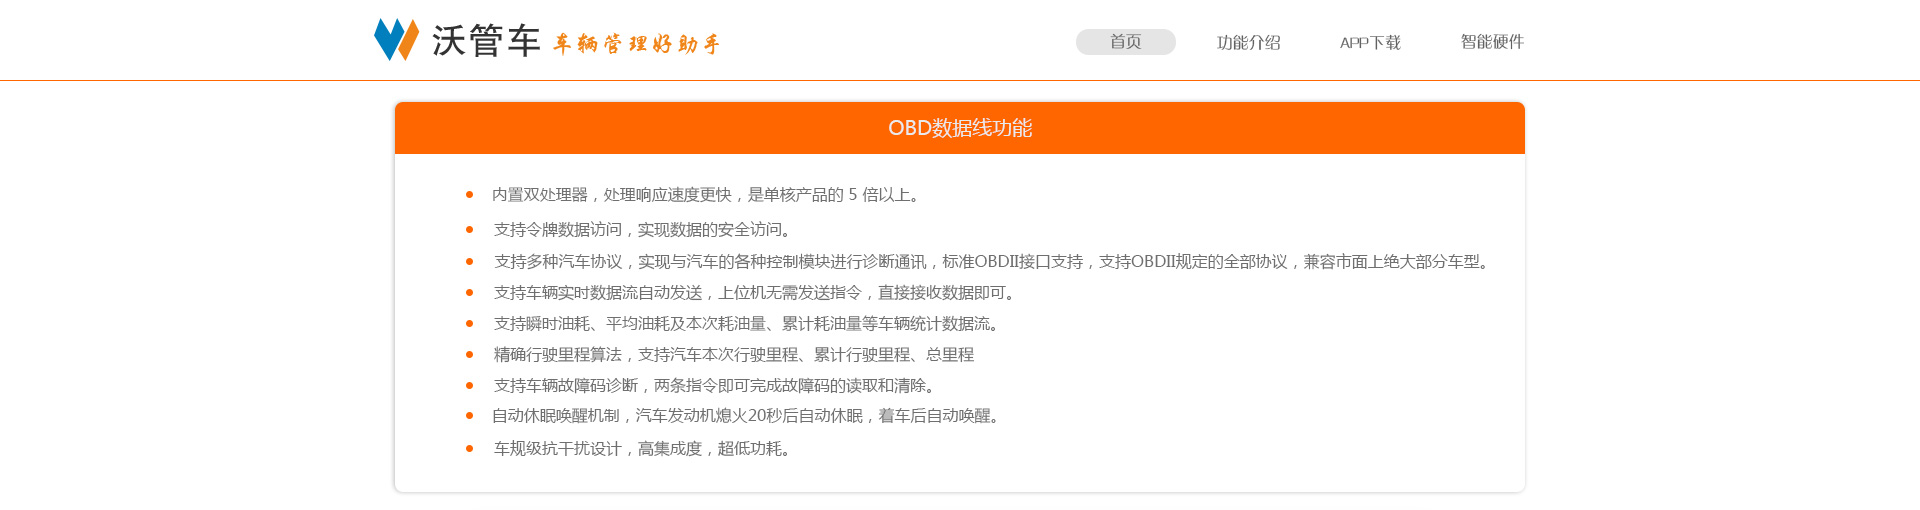 沃管车 车辆管理好助手
首页 功能介绍 APP下载 智能硬件
OBD数据线功能
内置双处理器，处理响应速度更快，是单核产品的 5 倍以上。
支持令牌数据访问，实现数据的安全访问。
支持多种汽车协议，实现与汽车的各种控制模块进行诊断通讯，标准OBDII接口支持，支持OBDII规定的全部协议，兼容市面上绝大部分车型。
支持车辆实时数据流自动发送，上位机无需发送指令，直接接收数据即可。
支持瞬时油耗、平均油耗及本次耗油量、累计耗油量等车辆统计数据流。
精确行驶里程算法，支持汽车本次行驶里程、累计行驶里程、总里程
支持车辆故障码诊断，两条指令即可完成故障码的读取和清除。
自动休眠唤醒机制，汽车发动机熄火20秒后自动休眠，着车后自动唤醒。
车规级抗干扰设计，高集成度，超低功耗。